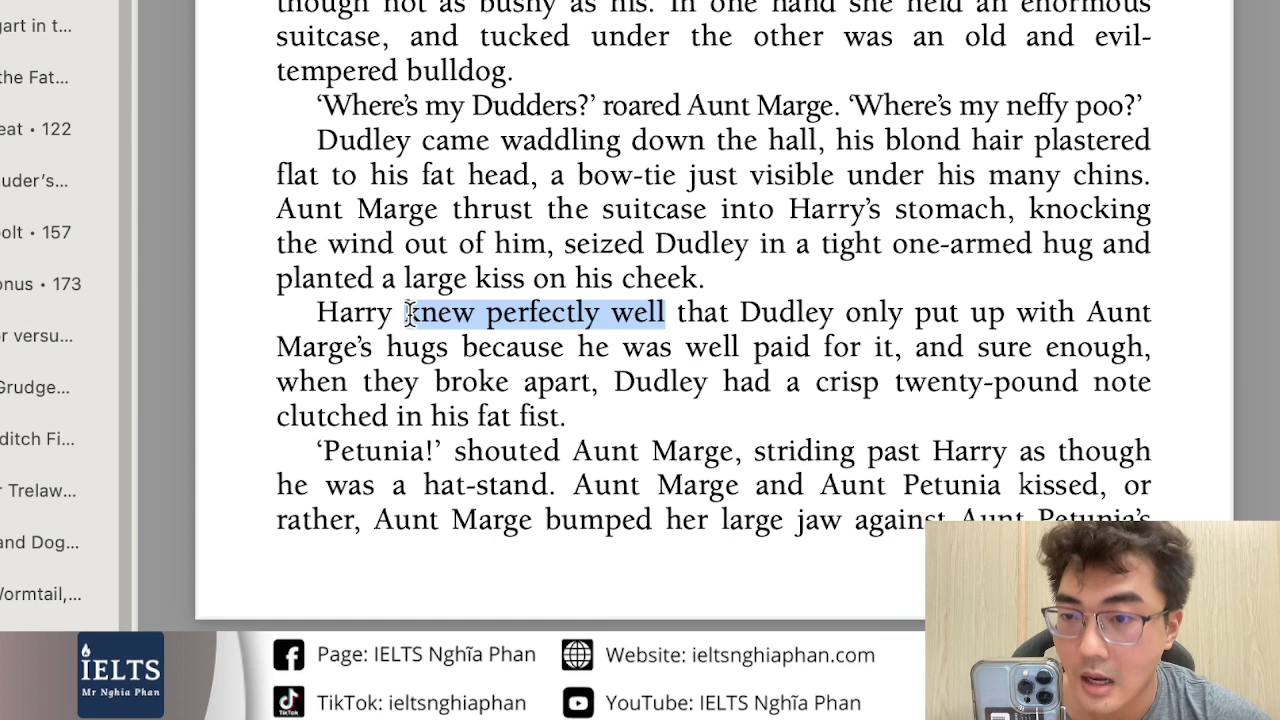 though not as bushy as his. In one hand she held an enormous
suitcase, and tucked under the other was an old and evil-
tempered bulldog.
‘Where’s my Dudders?’ roared Aunt Marge. ‘Where’s my neffy poo?’
Dudley came waddling down the hall, his blond hair plastered
flat to his fat head, a bow-tie just visible under his many chins.
Aunt Marge thrust the suitcase into Harry’s stomach, knocking
the wind out of him, seized Dudley in a tight one-armed hug and
planted a large kiss on his cheek.
Harry knew perfectly well that Dudley only put up with Aunt
Marge’s hugs because he was well paid for it, and sure enough,
when they broke apart, Dudley had a crisp twenty-pound note
clutched in his fat fist.
‘Petunia!’ shouted Aunt Marge, striding past Harry as though
he was a hat-stand. Aunt Marge and Aunt Petunia kissed, or
rather, Aunt Marge bumped her large jaw against Aunt Petunia’s
gart in t...
the Fat...
eat • 122
uder’s...
olt • 157
onus • 173
or versu...
Grudge...
ditch Fi...
r Trelaw...
and Dog...
Wormtail,...
IELTS
Mr Nghia Phan
Page: IELTS Nghĩa Phan
Website: ieltsnghiaphan.com
TikTok
TikTok: ieltsnghiaphan
YouTube: IELTS Nghĩa Phan